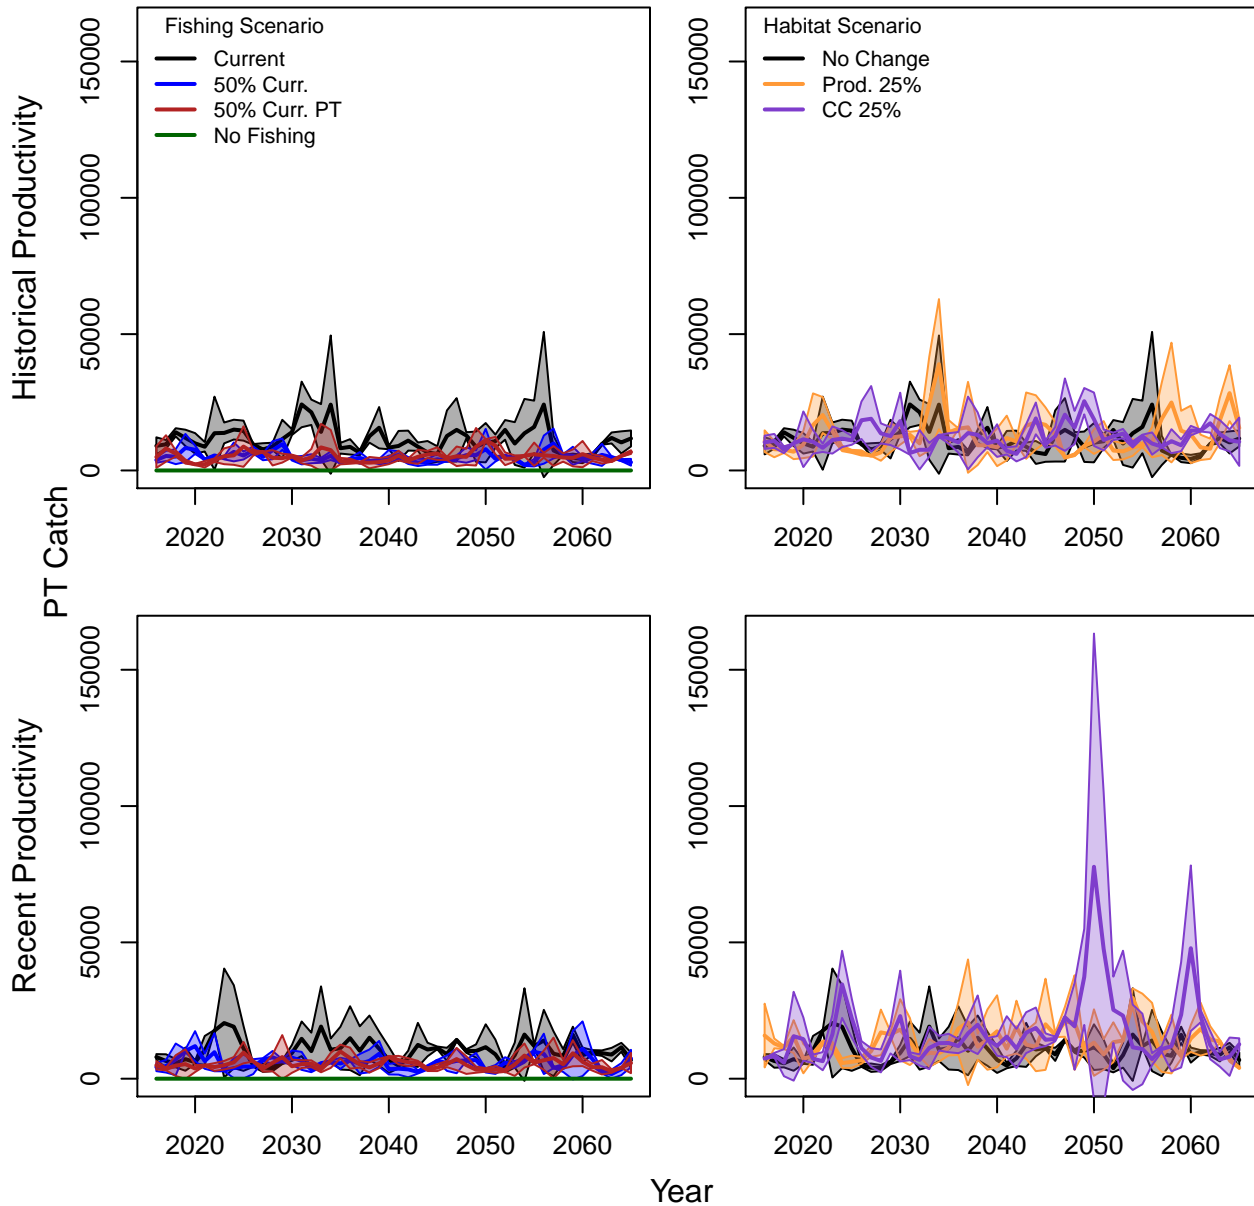 Fishing Scenario
Current
50% Curr.
50% Curr. PT
No Fishing
Habitat Scenario
No Change
Prod. 25%
CC 25%
Historical Productivity
0
50000
100000
150000
2020
2030
2040
2050
2060
0
50000
100000
150000
2020
2030
2040
2050
2060
PT Catch
Recent Productivity
0
50000
100000
150000
2020
2030
2040
2050
2060
0
50000
100000
150000
2020
2030
2040
2050
2060
Year